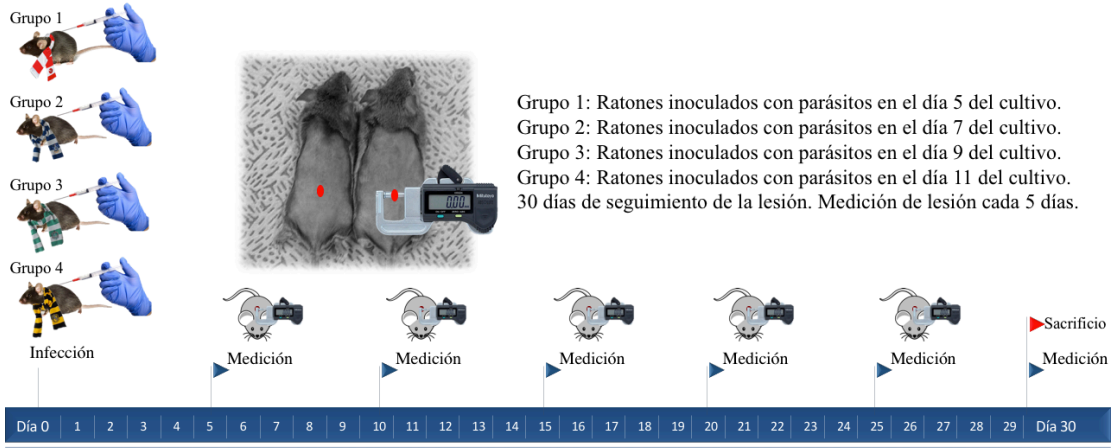 Grupo 1
Grupo 2
Grupo 3
Grupo 4
Grupo 1: Ratones inoculados con parásitos en el día 5 del cultivo.
Grupo 2: Ratones inoculados con parásitos en el día 7 del cultivo.
Grupo 3: Ratones inoculados con parásitos en el día 9 del cultivo.
Grupo 4: Ratones inoculados con parásitos en el día 11 del cultivo.
30 días de seguimiento de la lesión. Medición de lesión cada 5 días.
0.00
Infección
Medición
Medición
Medición
Medición
Medición
Sacrificio
Medición
Día 0 1 2 3 4 5 6 7 8 9 10 11 12 13 14 15 16 17 18 19 20 21 22 23 24 25 26 27 28 29 Día 30